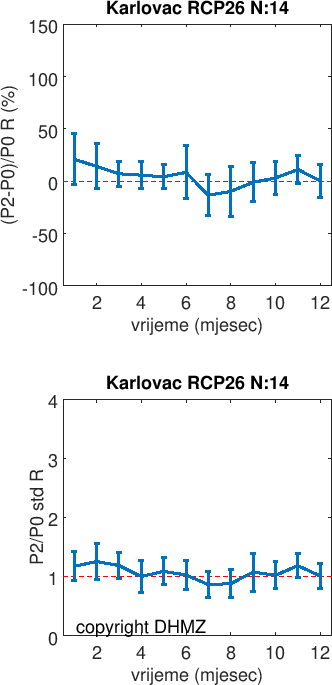 Karlovac RCP26 N:14
150
100
50
0
-50
-100
(P2-P0)/P0 R (%)
2 4 6 8 10 12
vrijeme (mjesec)
Karlovac RCP26 N:14
4
3
2
1
0
P2/P0 std R
copyright DHMZ
2 4 6 8 10 12
vrijeme (mjesec)